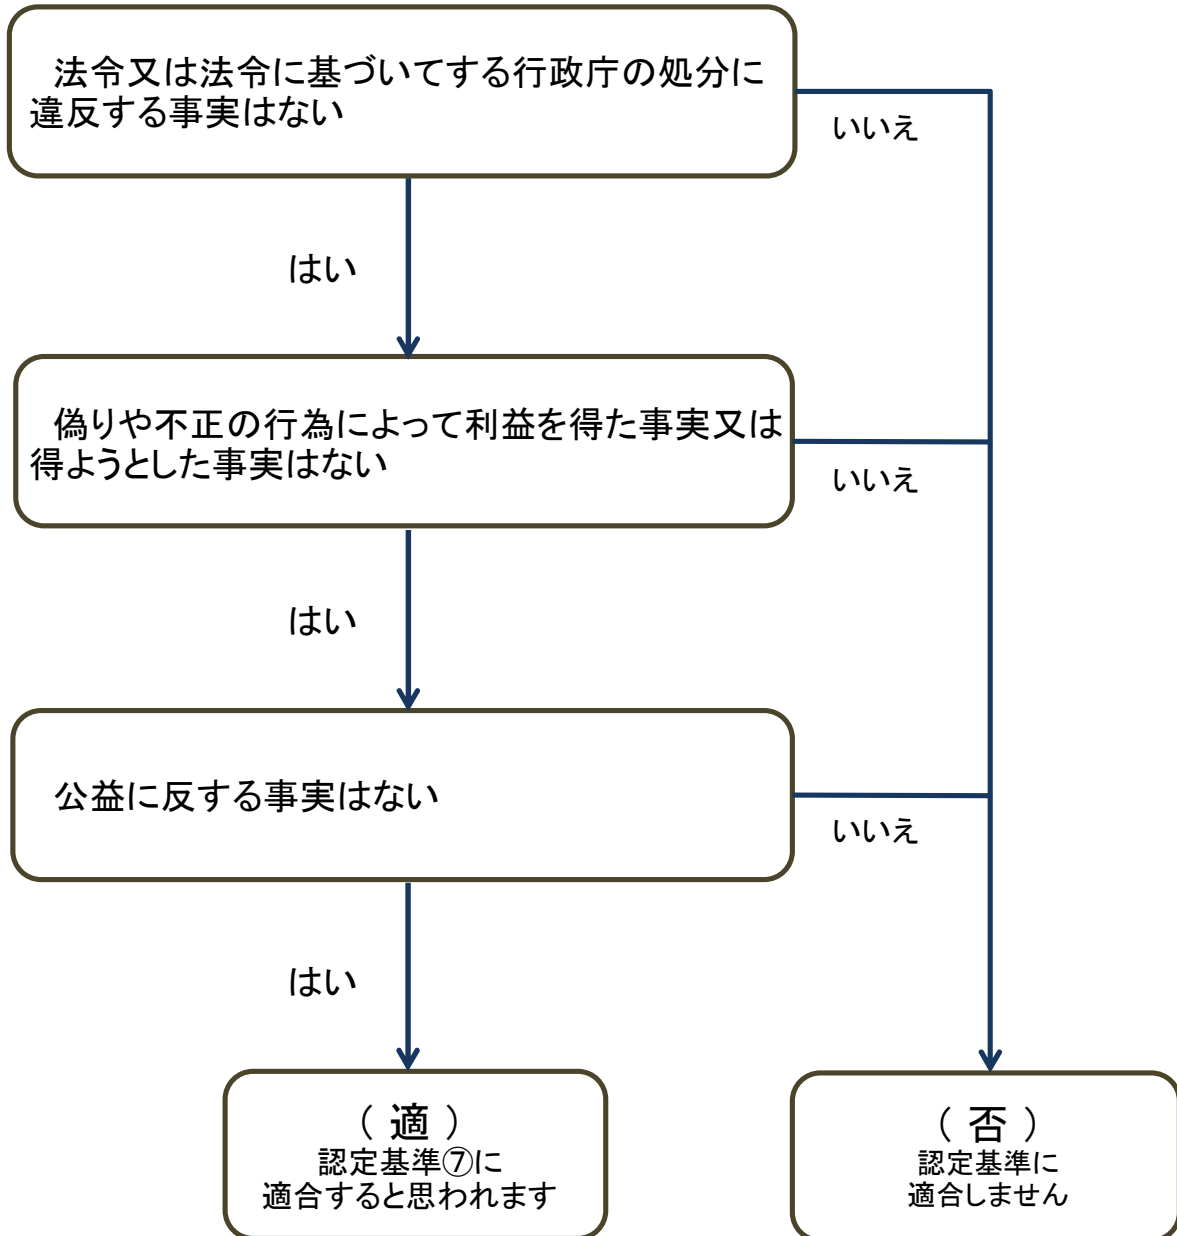 法令又は法令に基づいてする行政庁の処分に
違反する事実はない
いいえ
はい
偽りや不正の行為によって利益を得た事実又は
得ようとした事実はない
いいえ
はい
公益に反する事実はない
いいえ
はい
（ 適 ）
認定基準⑦に
適合すると思われます
（ 否 ）
認定基準に
適合しません